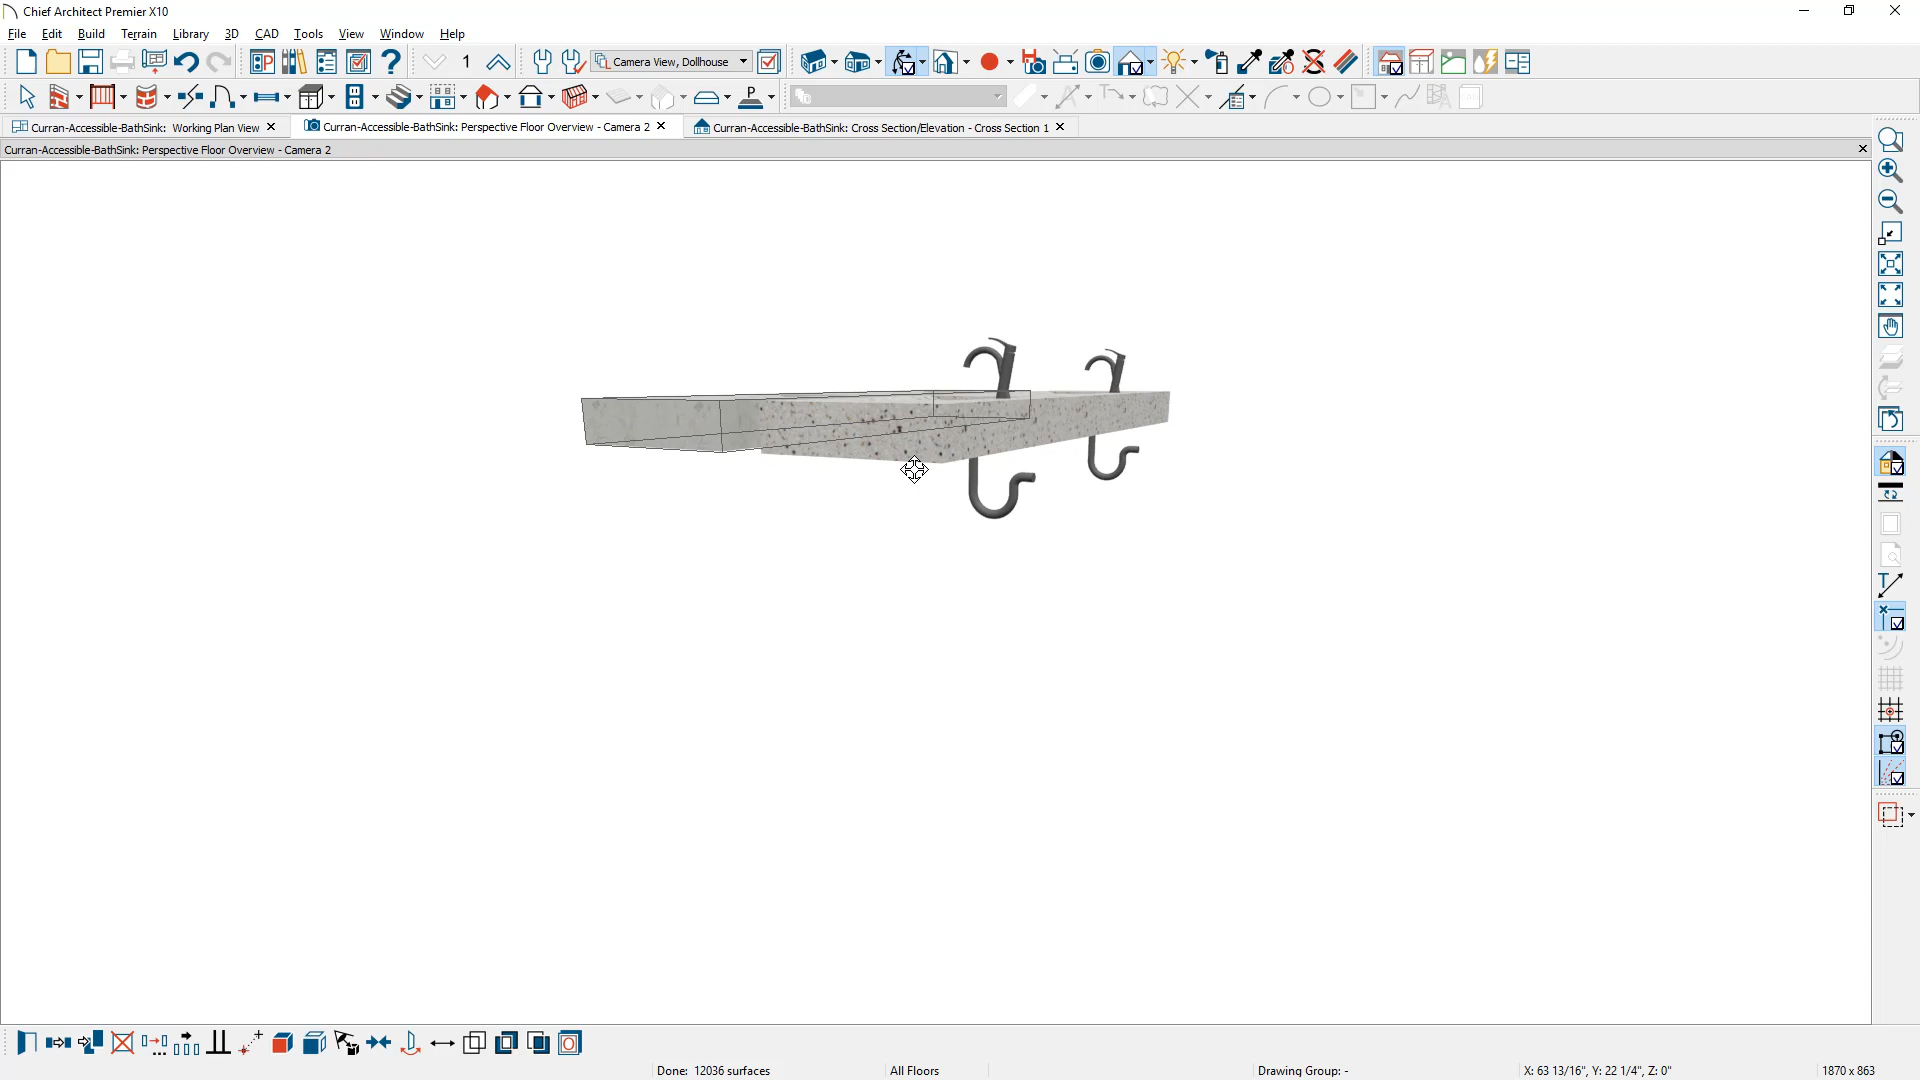 Chief Architect Premier X10
File Edit Build Terrain Library 3D CAD Tools View Window Help
1 Camera View, Dollhouse
P
Curran-Accessible-BathSink: Working Plan View Curran-Accessible-BathSink: Perspective Floor Overview - Camera 2 Curran-Accessible-BathSink: Cross Section/Elevation - Cross Section 1
Curran-Accessible-BathSink: Perspective Floor Overview - Camera 2
Done: 12036 surfaces All Floors Drawing Group: - X: 63 13/16", Y: 22 1/4", Z: 0" 1870 x 863